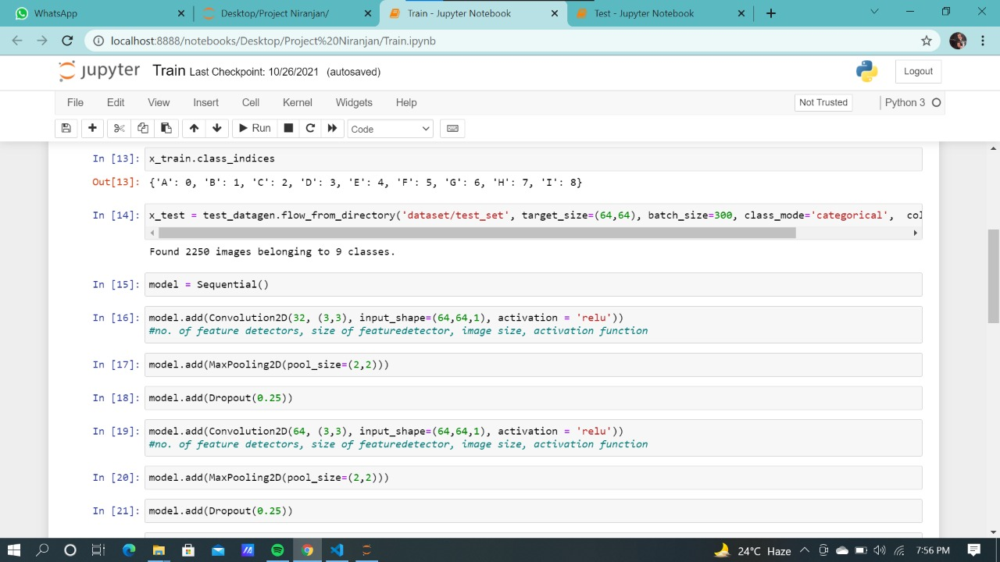 WhatsApp
Desktop/Project Niranjan/
Train - Jupyter Notebook
Test - Jupyter Notebook
localhost:8888/notebooks/Desktop/Project%20Niranjan/Train.ipynb
jupyter Train Last Checkpoint: 10/26/2021 (autosaved)
Logout
File Edit View Insert Cell Kernel Widgets Help
Not Trusted
Python 3
Run
Code
In [13]: x_train.class_indices
Out[13]: {'A': 0, 'B': 1, 'C': 2, 'D': 3, 'E': 4, 'F': 5, 'G': 6, 'H': 7, 'I': 8}
In [14]: x_test = test_datagen.flow_from_directory('dataset/test_set', target_size=(64,64), batch_size=300, class_mode='categorical', col
Found 2250 images belonging to 9 classes.
In [15]: model = Sequential()
In [16]: model.add(Convolution2D(32, (3,3), input_shape=(64,64,1), activation = 'relu'))
#no. of feature detectors, size of featuredetector, image size, activation function
In [17]: model.add(MaxPooling2D(pool_size=(2,2)))
In [18]: model.add(Dropout(0.25))
In [19]: model.add(Convolution2D(64, (3,3), input_shape=(64,64,1), activation = 'relu'))
#no. of feature detectors, size of featuredetector, image size, activation function
In [20]: model.add(MaxPooling2D(pool_size=(2,2)))
In [21]: model.add(Dropout(0.25))
24°C Haze
7:56 PM